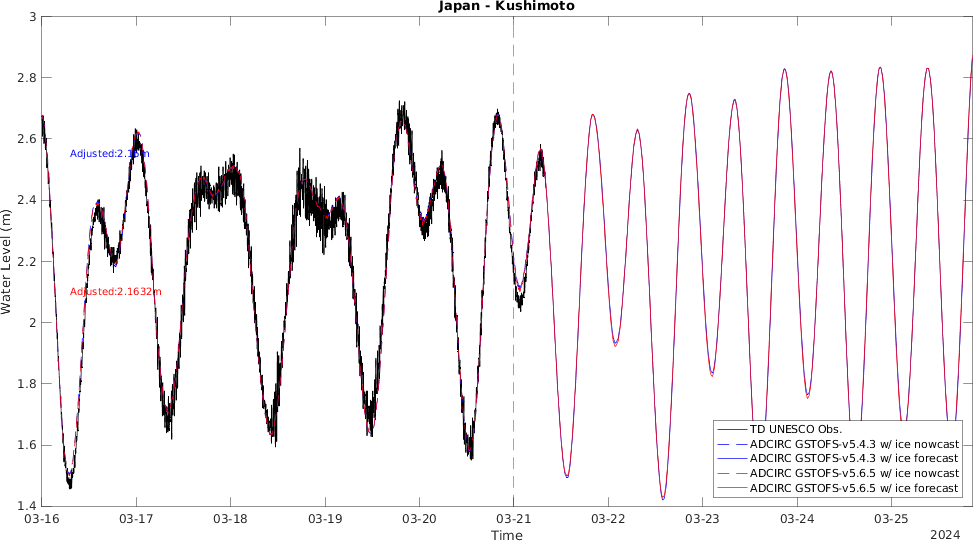 Japan - Kushimoto
3
2.8
2.6
2.4
2.2
2
1.8
1.6
1.4
Water Level (m)
Adjusted:2.15m
Adjusted:2.1632m
TD UNESCO Obs.
ADCIRC GSTOFS-v5.4.3 w/ ice nowcast
ADCIRC GSTOFS-v5.4.3 w/ ice forecast
ADCIRC GSTOFS-v5.6.5 w/ ice nowcast
ADCIRC GSTOFS-v5.6.5 w/ ice forecast
03-16 03-17 03-18 03-19 03-20 03-21 03-22 03-23 03-24 03-25
Time
2024